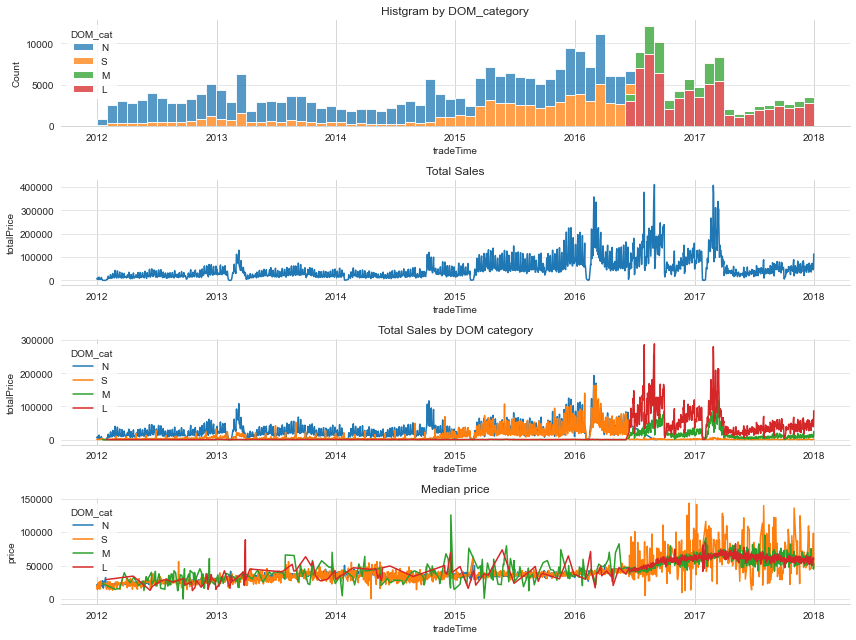 Histgram by DOM_category
Count
10000
5000
0
DOM_cat
N
S
M
L
2012 2013 2014 2015 2016 2017 2018
tradeTime
Total Sales
totalPrice
400000
300000
200000
100000
0
2012 2013 2014 2015 2016 2017 2018
tradeTime
Total Sales by DOM category
totalPrice
300000
200000
100000
0
DOM_cat
N
S
M
L
2012 2013 2014 2015 2016 2017 2018
tradeTime
Median price
price
150000
100000
50000
0
DOM_cat
N
S
M
L
2012 2013 2014 2015 2016 2017 2018
tradeTime